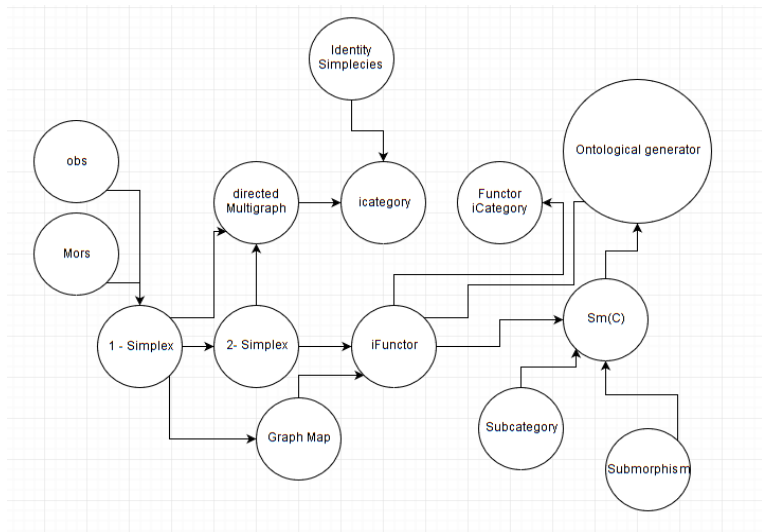 Identity
Simplecies
Ontological generator
obs
directed
Multigraph
icategory
Functor
iCategory
Mors
Sm(C)
1 - Simplex
2- Simplex
iFunctor
Subcategory
Graph Map
Submorphism